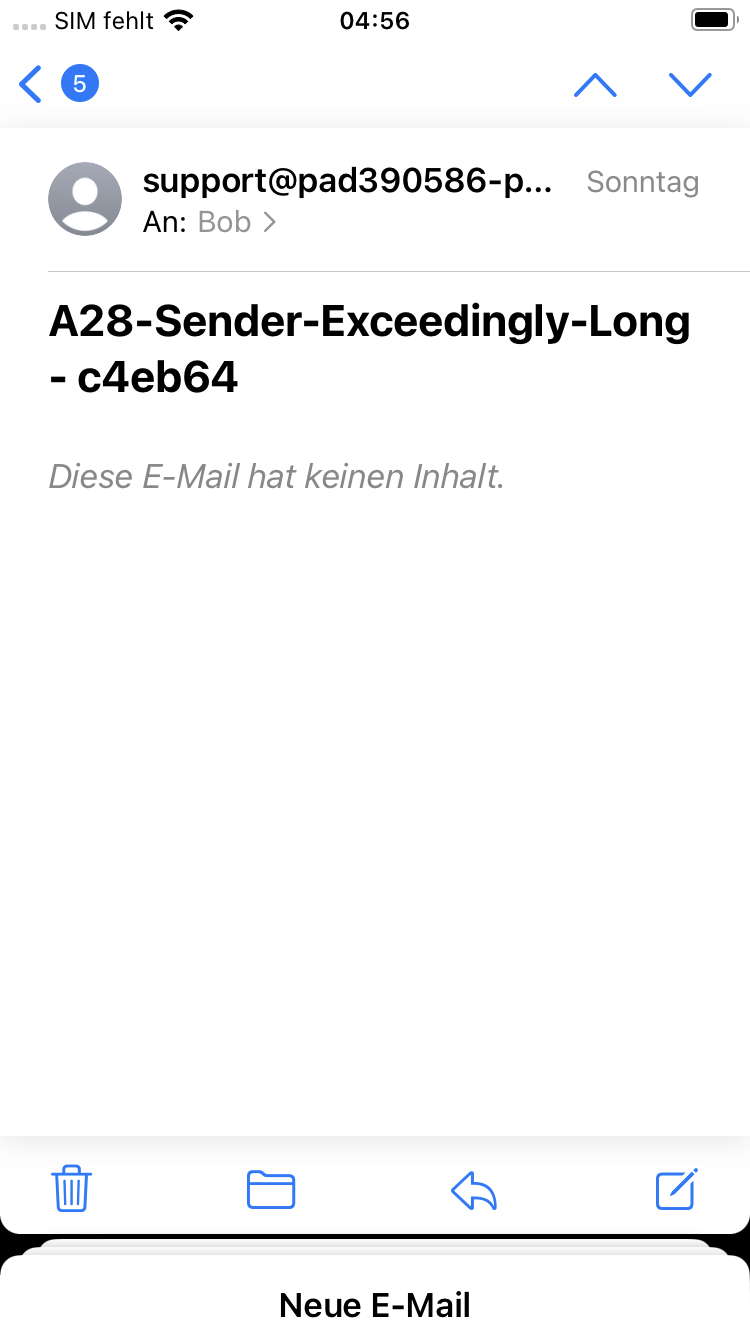 SIM fehlt 04:56
5
support@pad390586-p... Sonntag
An: Bob
A28-Sender-Exceedingly-Long
- c4eb64
Diese E-Mail hat keinen Inhalt.
Neue E-Mail